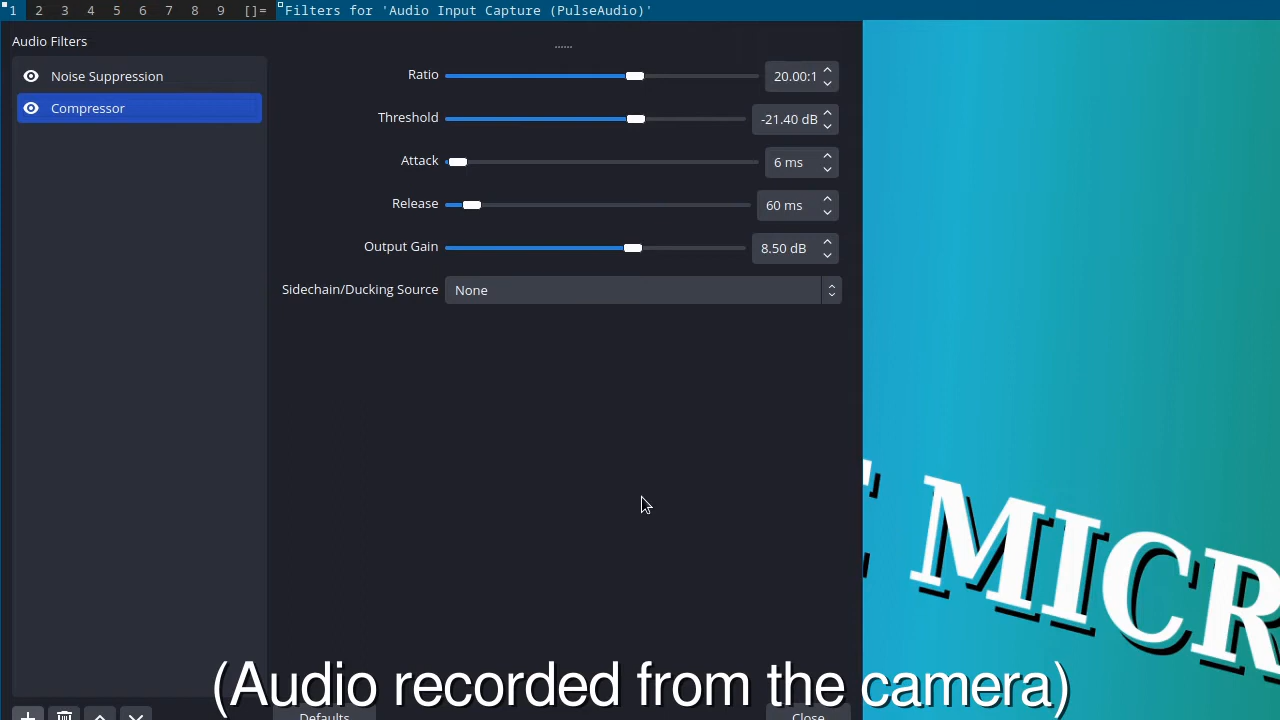 1 2 3 4 5 6 7 8 9 []= Filters for 'Audio Input Capture (PulseAudio)'
Audio Filters
Noise Suppression
Compressor
Ratio 20.00:1
Threshold -21.40 dB
Attack 6 ms
Release 60 ms
Output Gain 8.50 dB
Sidechain/Ducking Source None
MICR
(Audio recorded from the camera)
Defaults Close